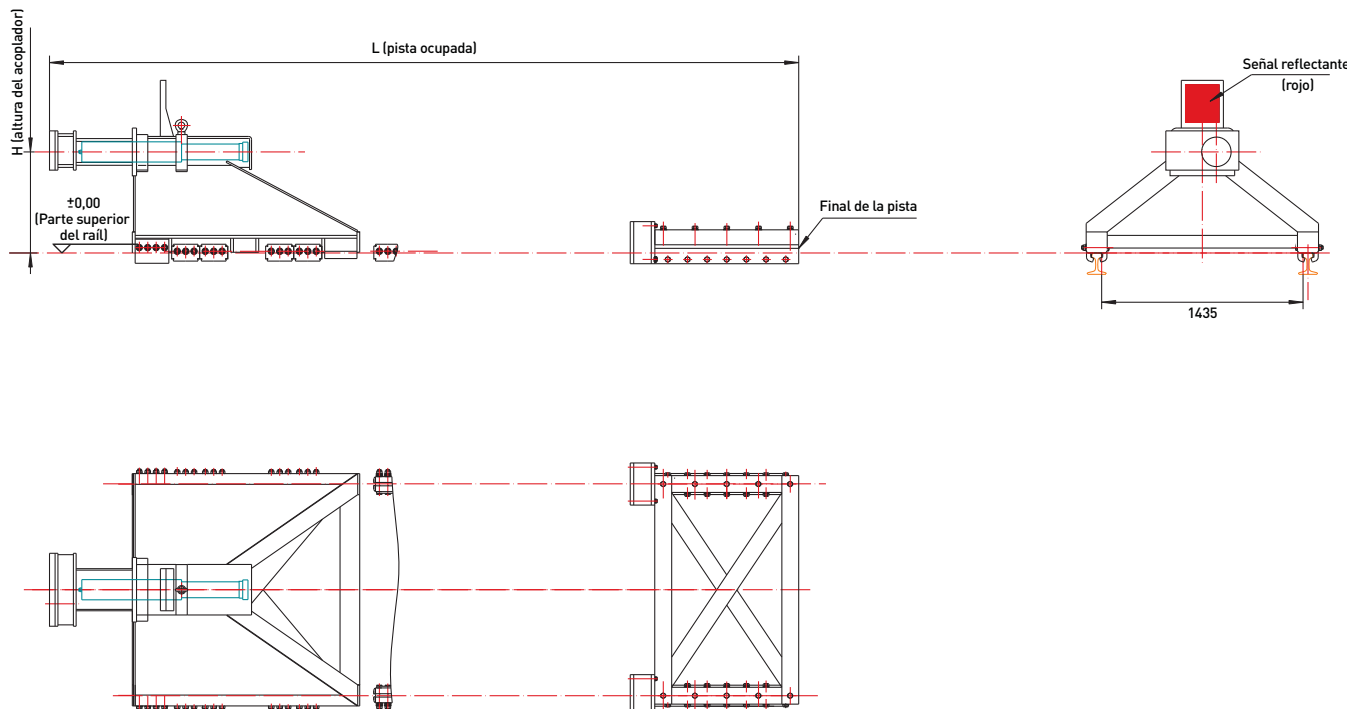 H (altura del acoplador)
L (pista ocupada)
±0,00
(Parte superior
del raíl)
Final de la pista
Señal reflectante
(rojo)
1435